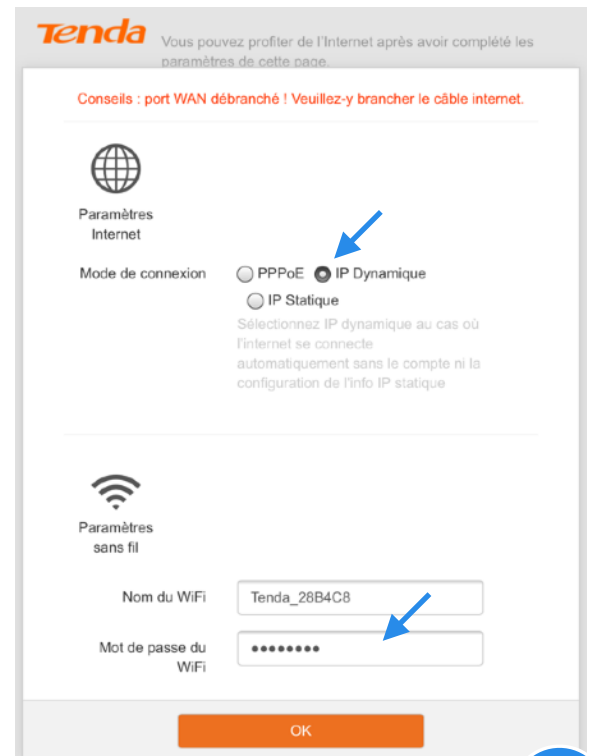 Tenda
Vous pouvez profiter de l'Internet après avoir complété les
paramètres de cette page.
Conseils : port WAN débranché ! Veuillez-y brancher le câble internet.
Paramètres
Internet
Mode de connexion
PPPoE IP Dynamique
IP Statique
Sélectionnez IP dynamique au cas où
l'internet se connecte
automatiquement sans le compte ni la
configuration de l'info IP statique
Paramètres
sans fil
Nom du WiFi Tenda_28B4C8
Mot de passe du
WiFi
••••••••
OK